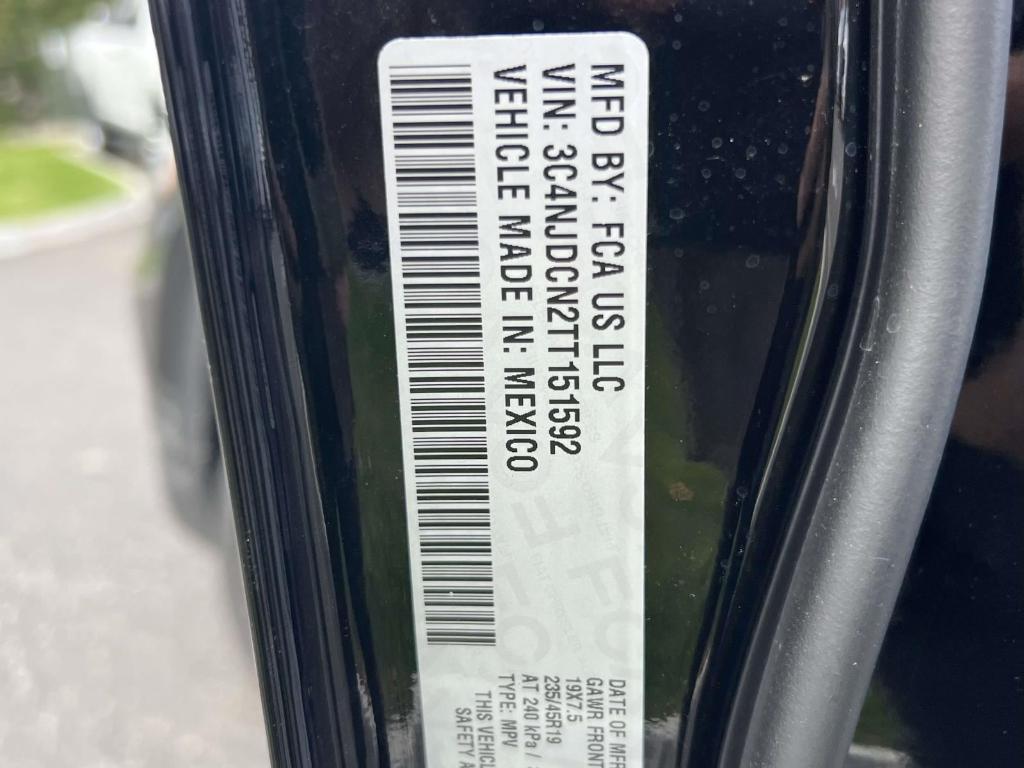 MFD BY: FCA US LLC
VIN: 3C4NJDCN2TT151592
VEHICLE MADE IN: MEXICO
DATE OF MFR
GAWR FRONT
19X7.5
235/45R19
AT 240 kPa /
TYPE: MPV
THIS VEHICLE
SAFETY A